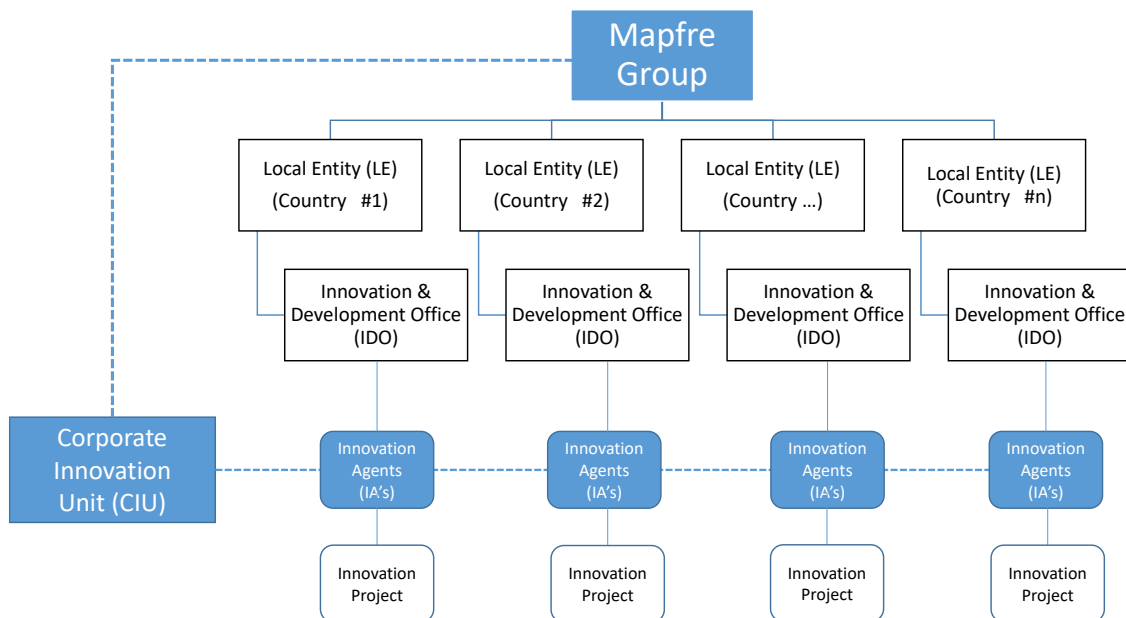 Mapfre
Group
Local Entity (LE)
(Country #1)
Local Entity (LE)
(Country #2)
Local Entity (LE)
(Country ...)
Local Entity (LE)
(Country #n)
Innovation &
Development Office
(IDO)
Innovation &
Development Office
(IDO)
Innovation &
Development Office
(IDO)
Innovation &
Development Office
(IDO)
Corporate
Innovation
Unit (CIU)
Innovation
Agents
(IA's)
Innovation
Agents
(IA's)
Innovation
Agents
(IA's)
Innovation
Agents
(IA's)
Innovation
Project
Innovation
Project
Innovation
Project
Innovation
Project